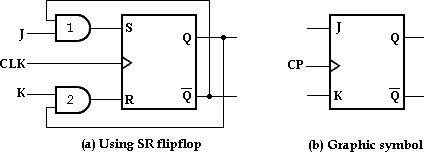 1 S Q J
J
CLK CP
K
2 R Q K Q
(a) Using SR flipflop (b) Graphic symbol